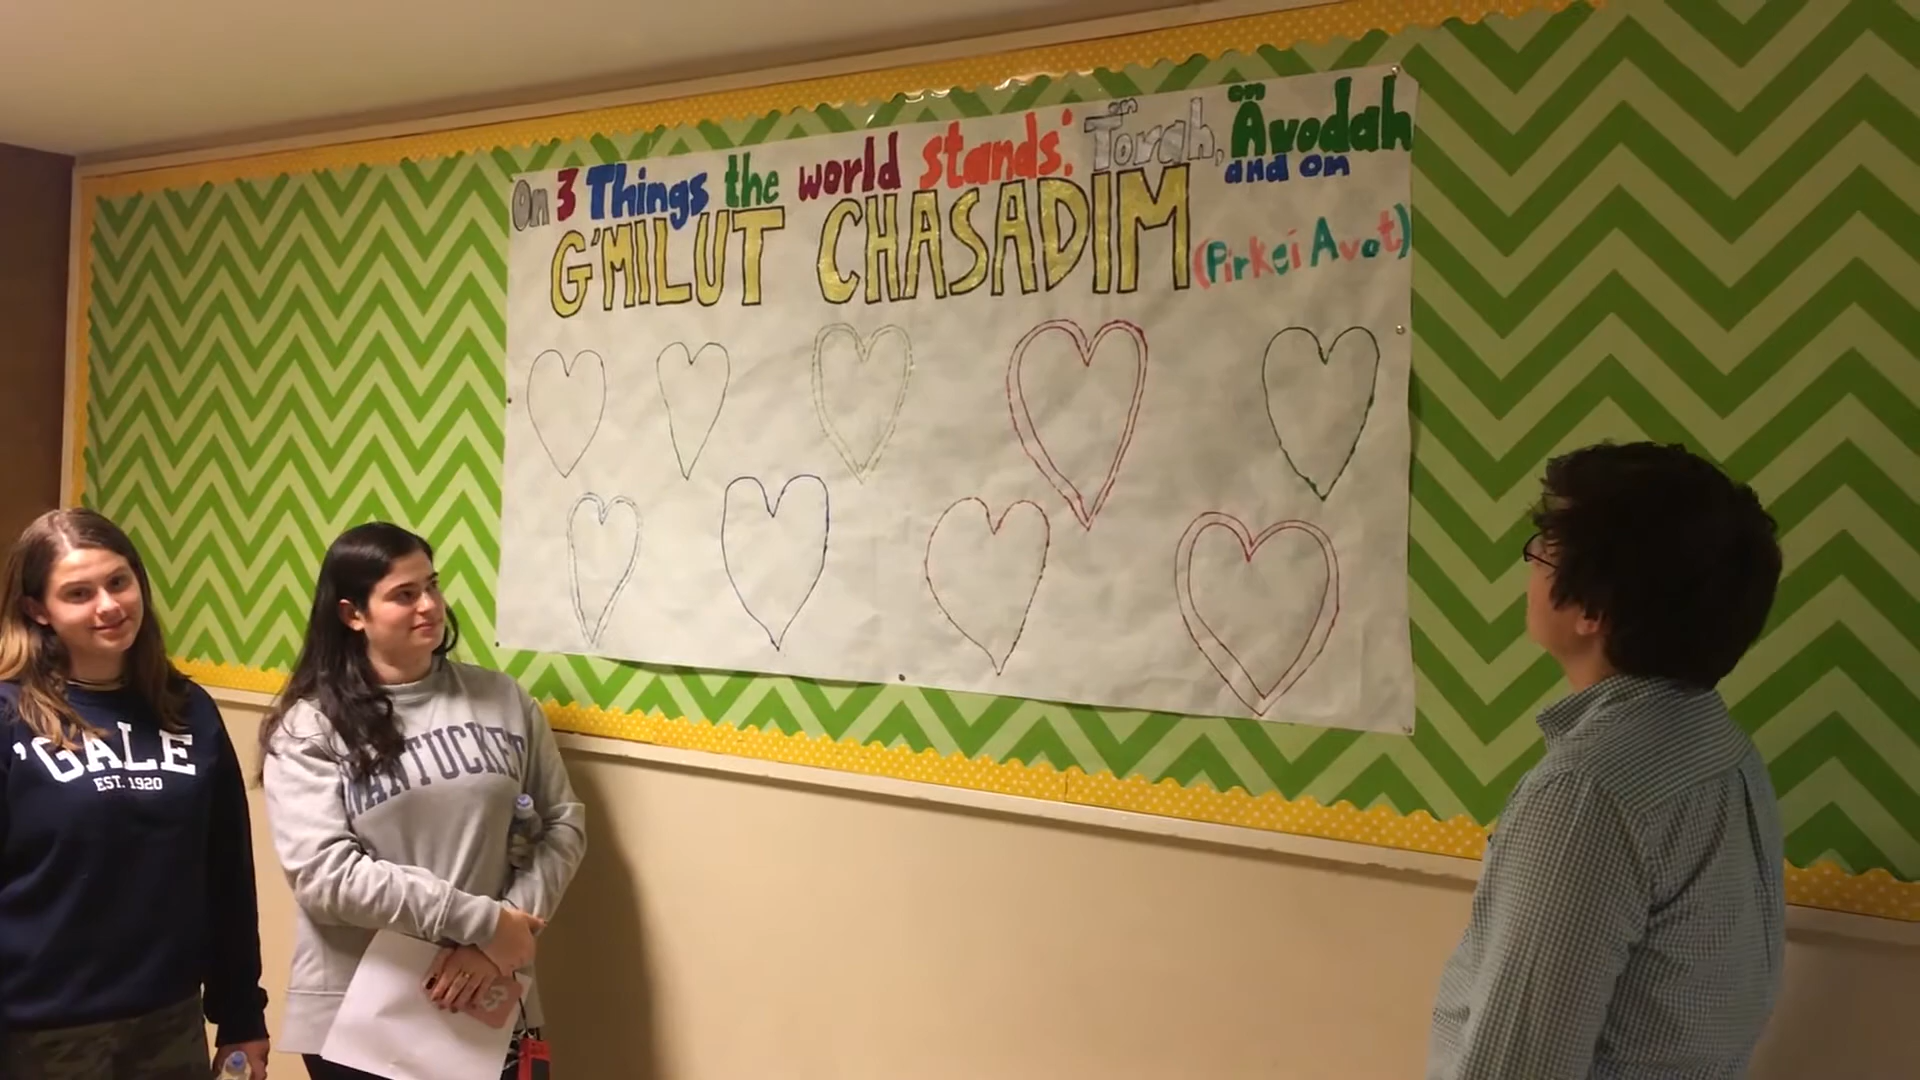 On 3 Things the world stands: on Torah, on Avodah
and on
G'MILUT CHASADIM (Pirkei Avot)
'GALE
EST. 1920
NANTUCKET